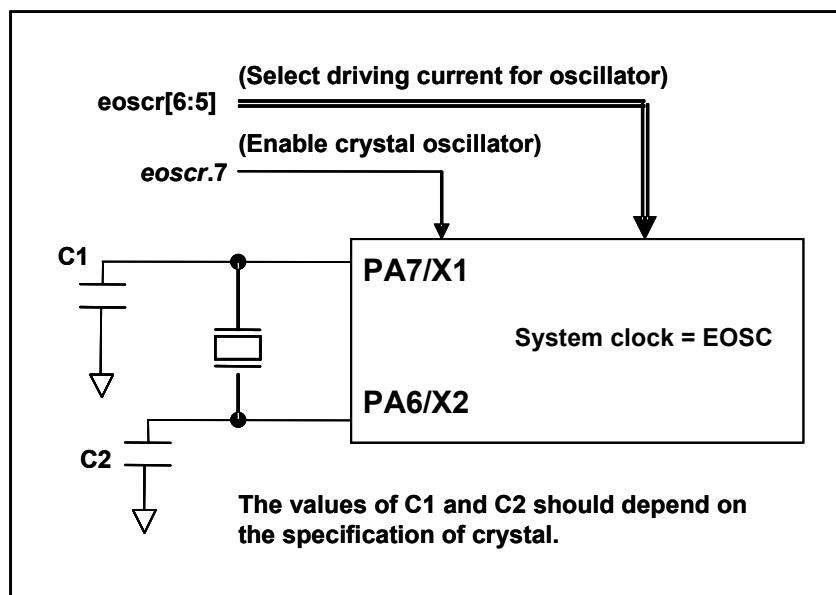 (Select driving current for oscillator)
eoscr[6:5]
(Enable crystal oscillator)
eoscr.7
C1
PA7/X1
System clock = EOSC
PA6/X2
C2
The values of C1 and C2 should depend on
the specification of crystal.